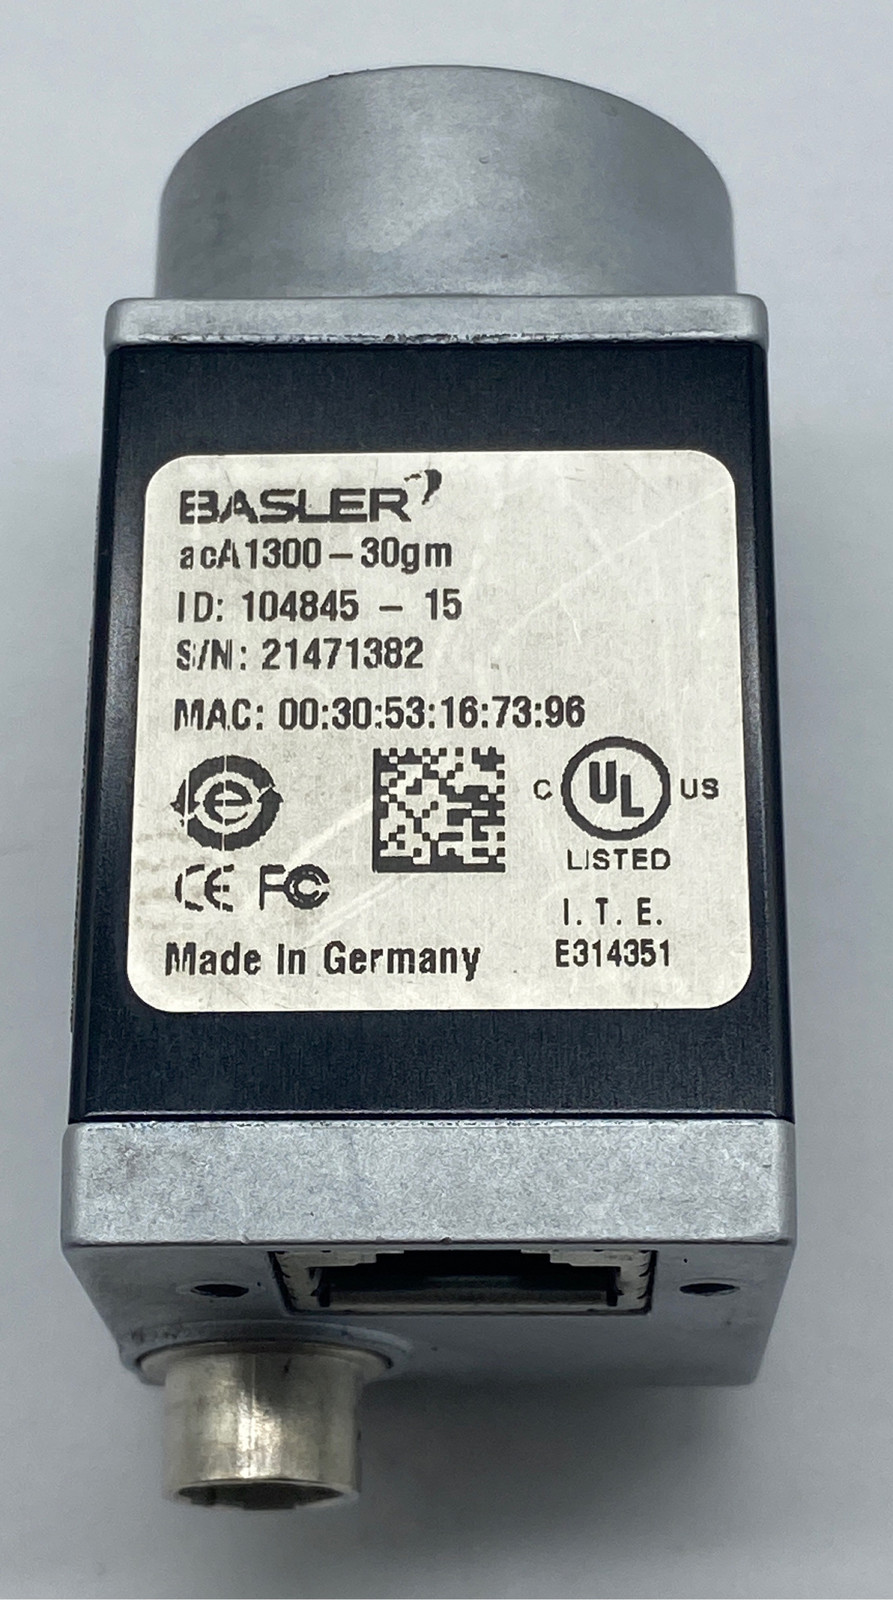 BASLER
acA1300-30gm
ID: 104845 - 15
S/N: 21471382
MAC: 00:30:53:16:73:96
e
C UL US
LISTED
CE FC
I. T. E.
Made in Germany
E314351